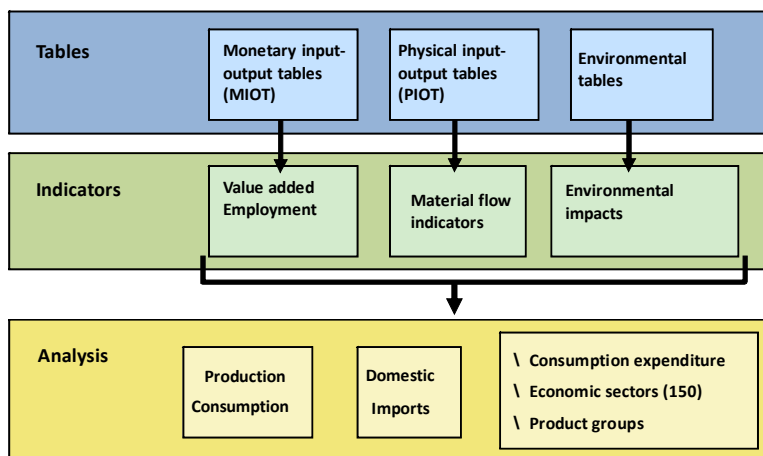 Tables
Monetary input-
output tables
(MIOT)
Physical input-
output tables
(PIOT)
Environmental
tables
Indicators
Value added
Employment
Material flow
indicators
Environmental
impacts
Analysis
Production
Consumption
Domestic
Imports
\ Consumption expenditure
\ Economic sectors (150)
\ Product groups